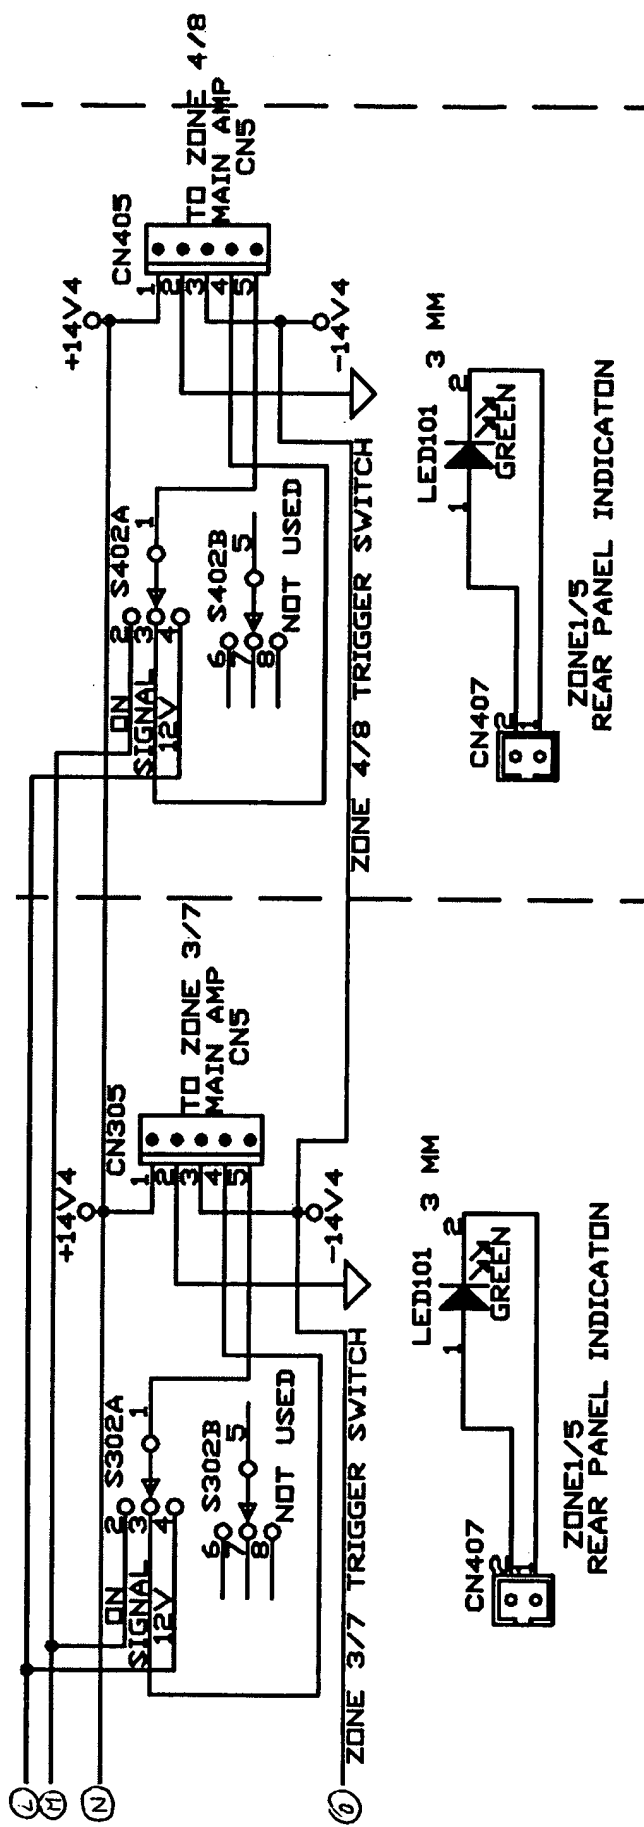 L
M
N
O
ON
SIGNAL
12V
2
3
4
S302A
1
6
7
8
S302B
5
NOT USED
ZONE 3/7 TRIGGER SWITCH
+14V4
-14V4
CN305
1
2
3
4
5
TO ZONE 3/7
MAIN AMP
CN5
CN407
2
1
LED101
1
2
3 MM
GREEN
ZONE1/5
REAR PANEL INDICATON
ON
SIGNAL
12V
2
3
4
S402A
1
6
7
8
S402B
5
NOT USED
ZONE 4/8 TRIGGER SWITCH
+14V4
-14V4
CN405
1
2
3
4
5
TO ZONE 4/8
MAIN AMP
CN5
CN407
2
1
LED101
1
2
3 MM
GREEN
ZONE1/5
REAR PANEL INDICATON